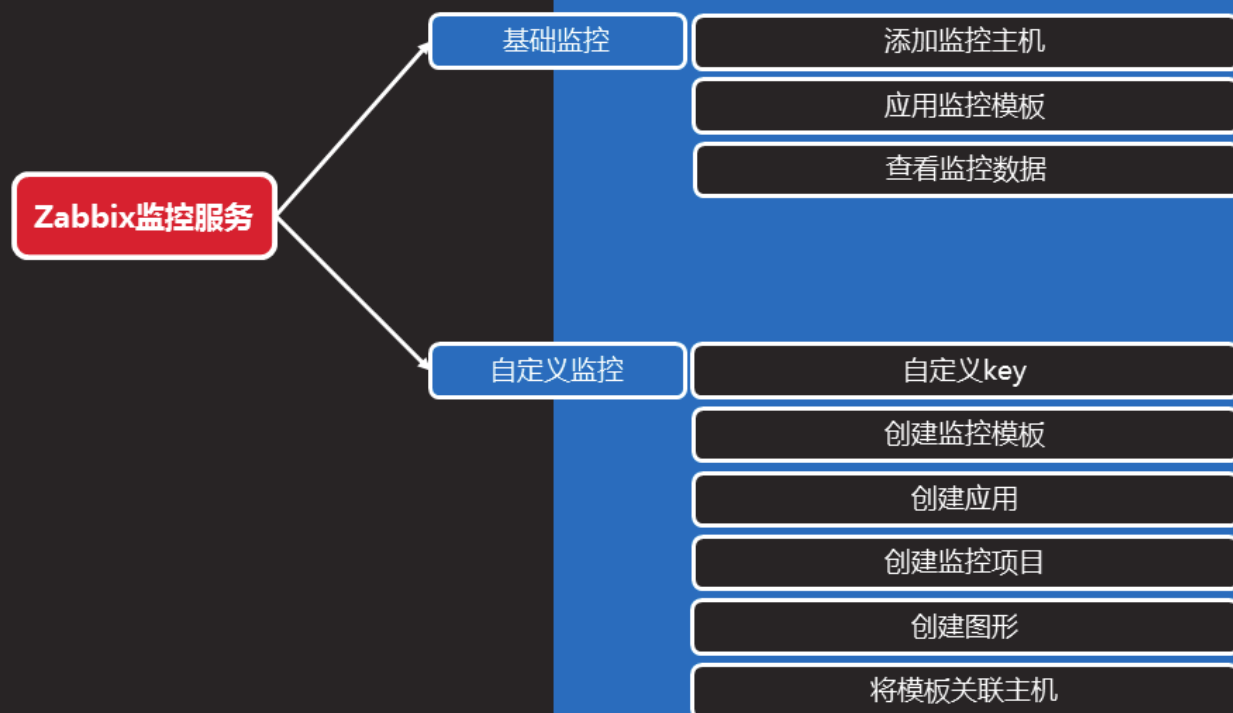 基础监控
添加监控主机
应用监控模板
查看监控数据
Zabbix监控服务
自定义监控
自定义key
创建监控模板
创建应用
创建监控项目
创建图形
将模板关联主机